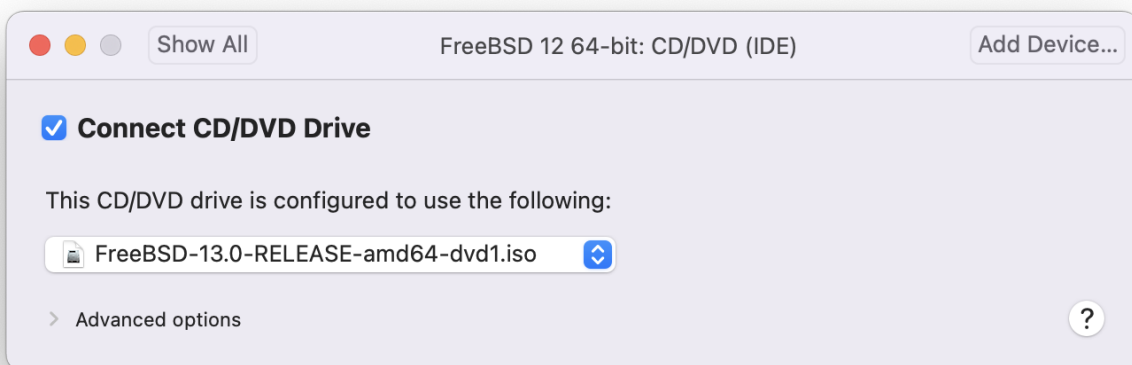 Show All
FreeBSD 12 64-bit: CD/DVD (IDE)
Add Device...
Connect CD/DVD Drive
This CD/DVD drive is configured to use the following:
FreeBSD-13.0-RELEASE-amd64-dvd1.iso
Advanced options
?